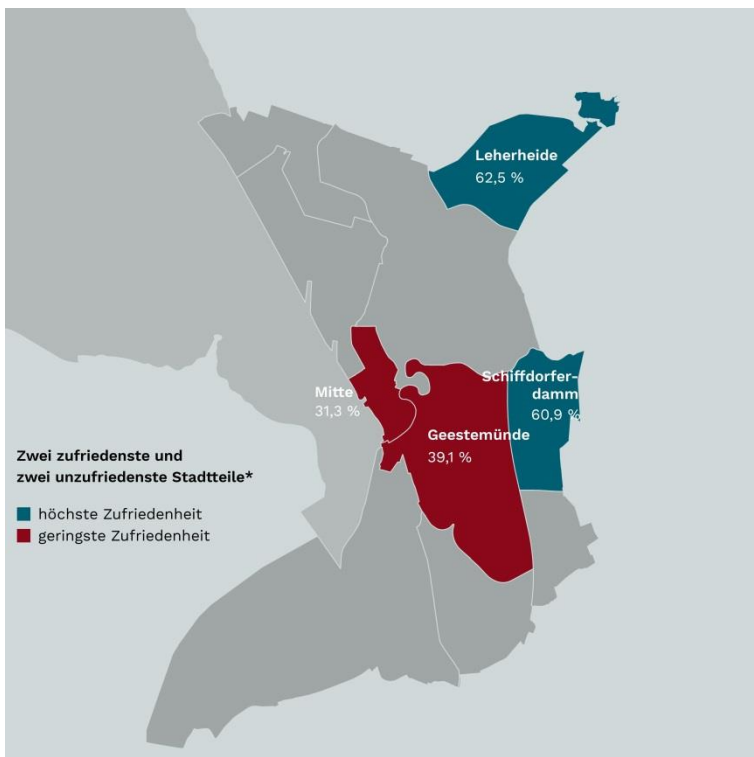 Leherheide
62,5 %
Schiffdorfer-
damm
60,9 %
Mitte
31,3 %
Geestemünde
39,1 %
Zwei zufriedenste und
zwei unzufriedenste Stadtteile*
höchste Zufriedenheit
geringste Zufriedenheit